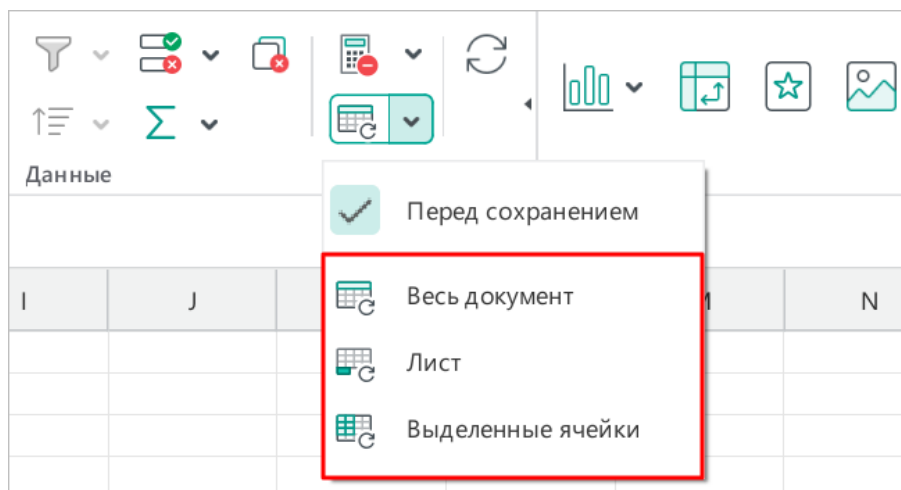 Данные
Перед сохранением
I J N
Весь документ
Лист
Выделенные ячейки